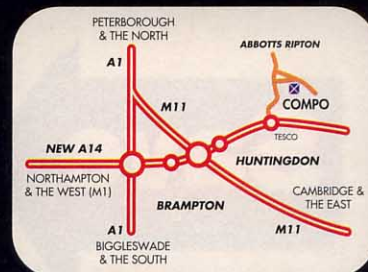 PETERBOROUGH
& THE NORTH
A1
ABBOTTS RIPTON
M11
COMPO
TESCO
NEW A14
HUNTINGDON
NORTHAMPTON
& THE WEST (M1)
CAMBRIDGE &
THE EAST
BRAMPTON
A1
M11
BIGGLESWADE
& THE SOUTH